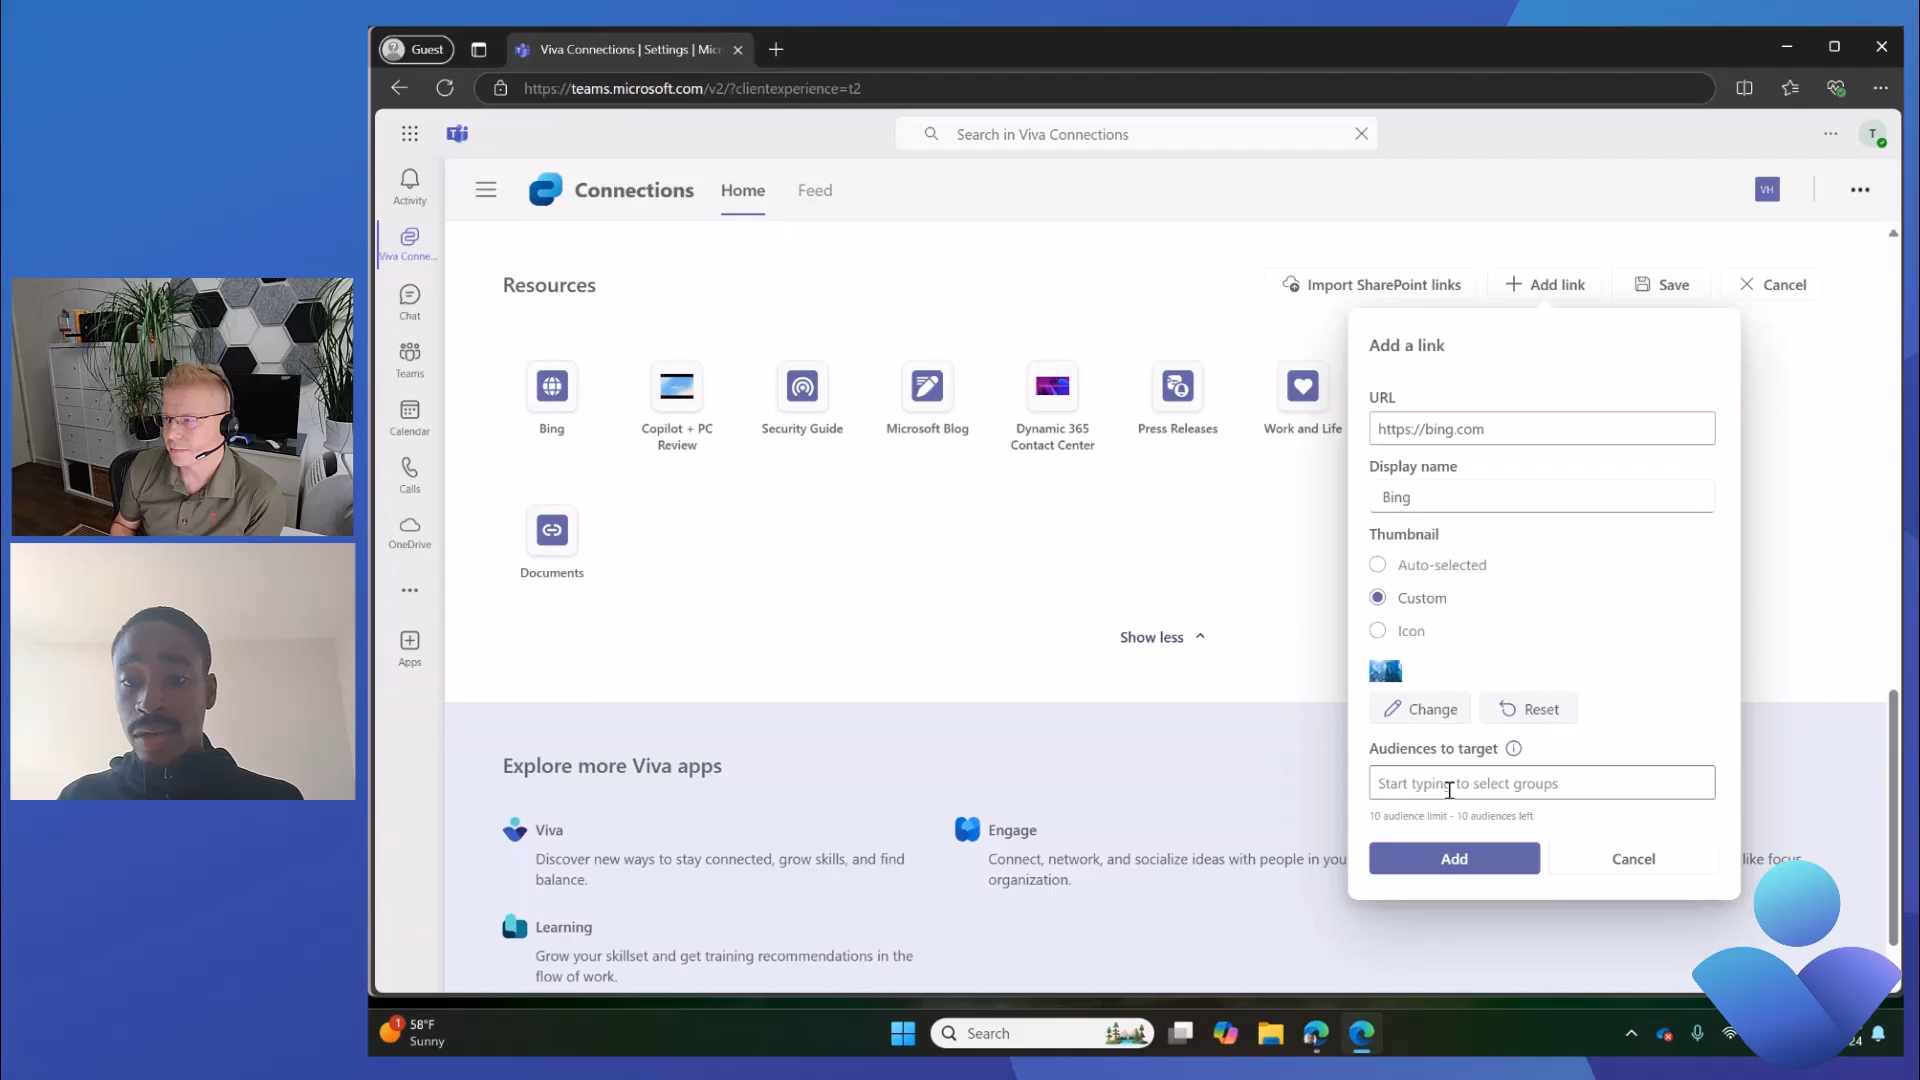 Guest
Viva Connections | Settings | Micr
https://teams.microsoft.com/v2/?clientexperience=t2
Search in Viva Connections
T
Activity
Viva Conne...
Chat
Teams
Calendar
Calls
OneDrive
Apps
Connections
Home
Feed
VH
Resources
Import SharePoint links
Add link
Save
Cancel
Bing
Copilot + PC
Review
Security Guide
Microsoft Blog
Dynamic 365
Contact Center
Press Releases
Work and Life
Documents
Show less
Add a link
URL
https://bing.com
Display name
Bing
Thumbnail
Auto-selected
Custom
Icon
Change
Reset
Audiences to target
Start typing to select groups
10 audience limit - 10 audiences left
Add
Cancel
Explore more Viva apps
Viva
Discover new ways to stay connected, grow skills, and find
balance.
Engage
Connect, network, and socialize ideas with people in you
organization.
like focus
Learning
Grow your skillset and get training recommendations in the
flow of work.
1
58°F
Sunny
Search
24